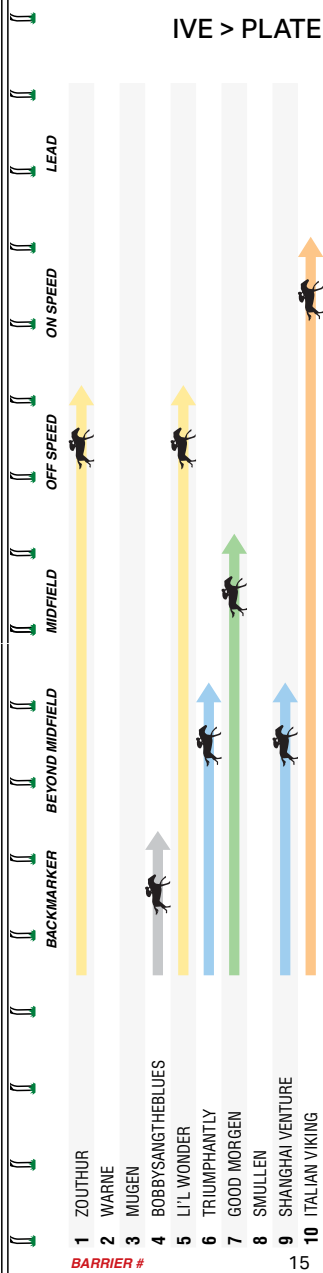 IVE > PLATE
LEAD
ON SPEED
OFF SPEED
MIDFIELD
BEYOND MIDFIELD
BACKMARKER
1 ZOUTHUR
2 WARNE
3 MUGEN
4 BOBBYSANGTHEBLUES
5 LI'L WONDER
6 TRIUMPHANTLY
7 GOOD MORGEN
8 SMULLEN
9 SHANGHAI VENTURE
10 ITALIAN VIKING
BARRIER #
15